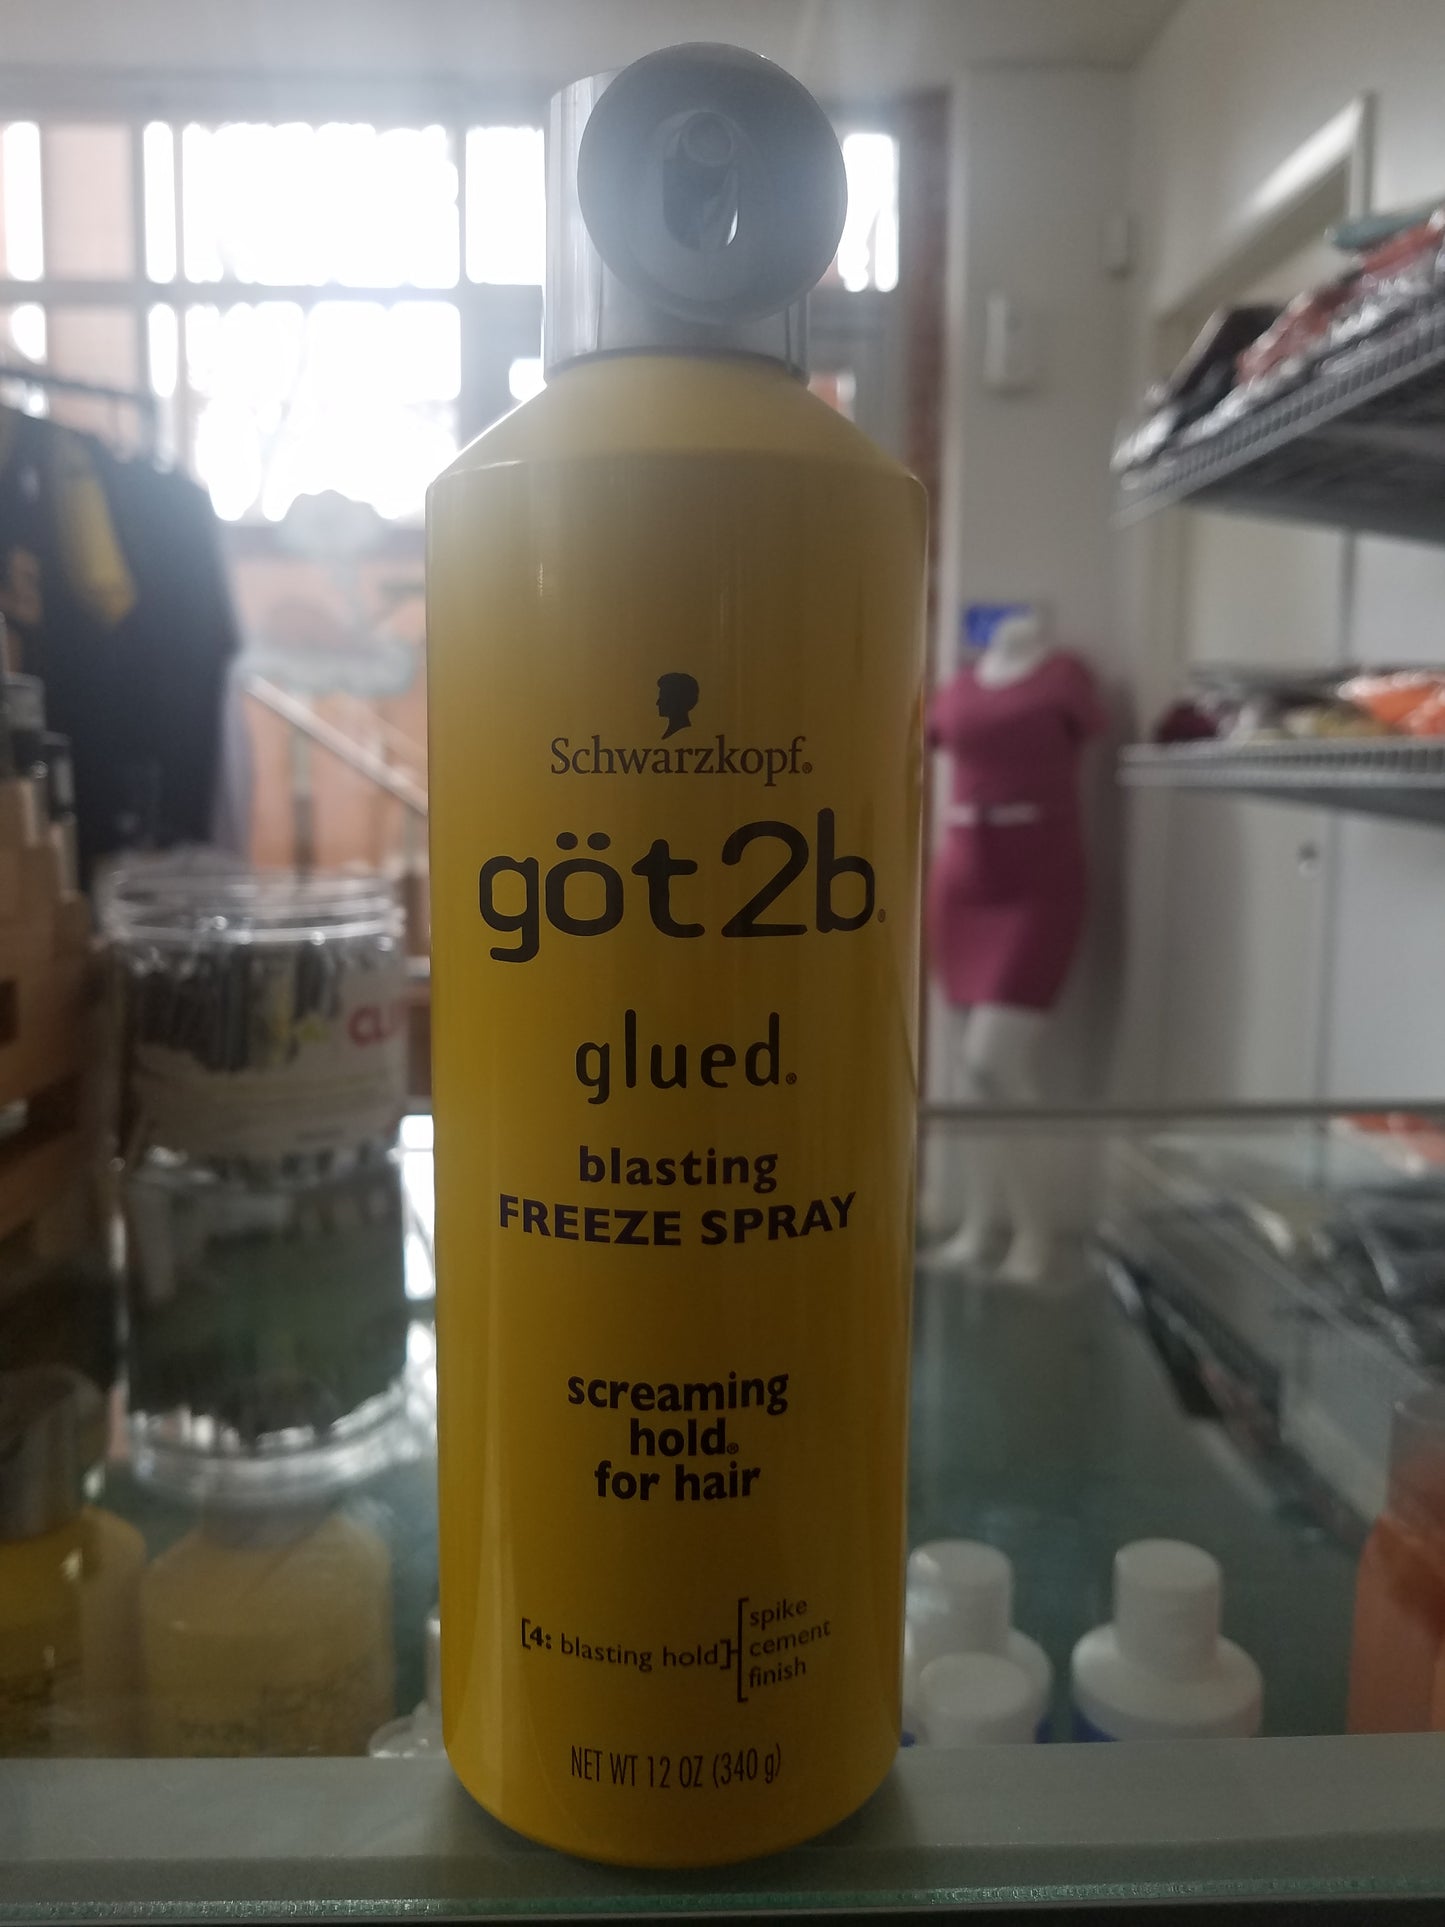 Schwarzkopf®
göt2b®
glued®
blasting
FREEZE SPRAY
screaming
hold®
for hair
[4: blasting hold]
spike
cement
finish
NET WT 12 OZ (340 g)
CL